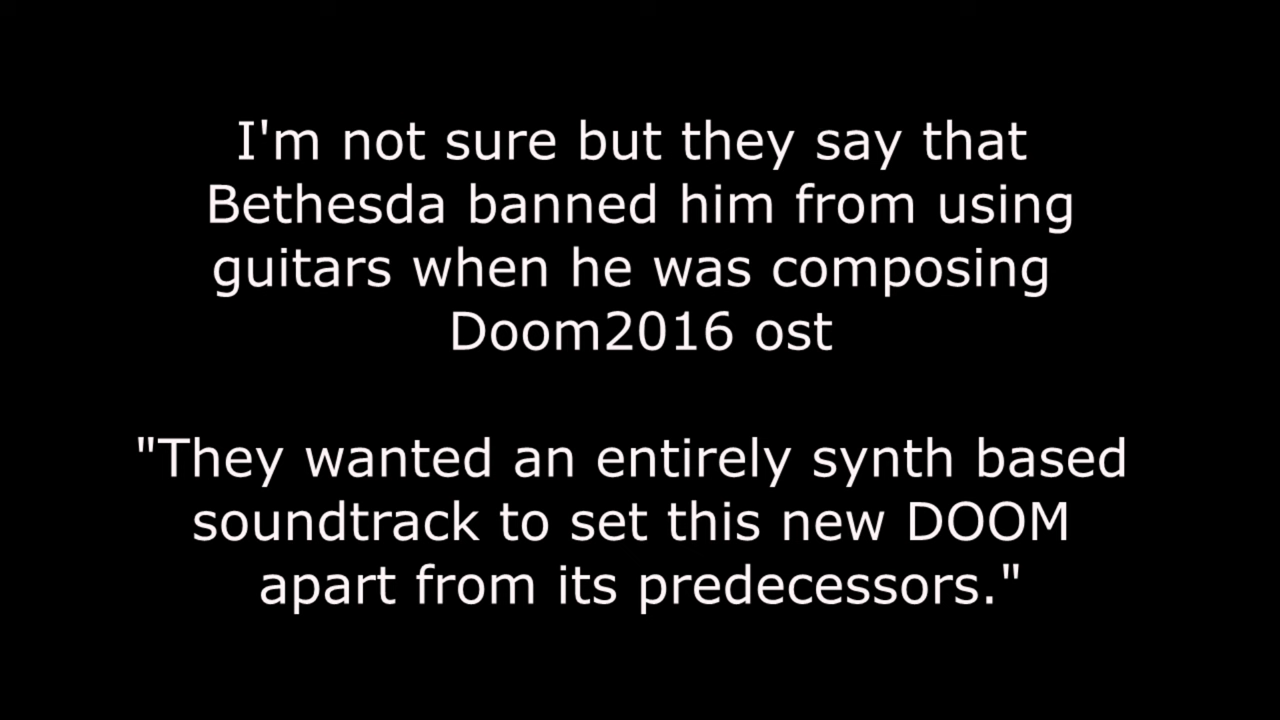 I'm not sure but they say that
Bethesda banned him from using
guitars when he was composing
Doom2016 ost
"They wanted an entirely synth based
soundtrack to set this new DOOM
apart from its predecessors."